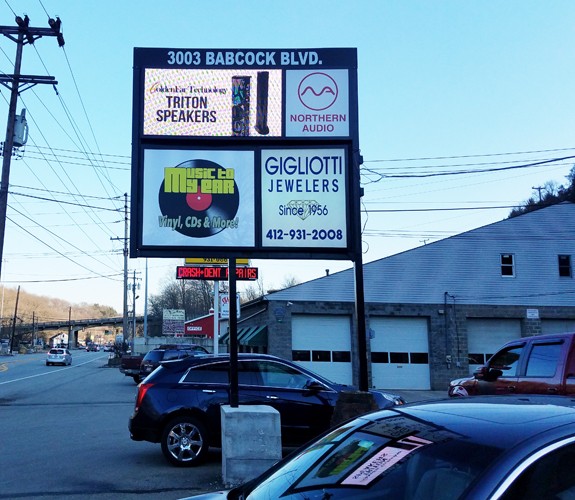 3003 BABCOCK BLVD.
GoldenEar Technology
TRITON
SPEAKERS
NORTHERN
AUDIO
MUSIC TO
MY EAR
Vinyl, CDs & More!
GIGLIOTTI
JEWELERS
Since 1956
412-931-2008
CRASH+DENT REPAIRS